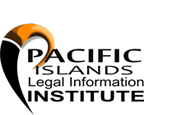 PACIFIC
ISLANDS
Legal Information
INSTITUTE